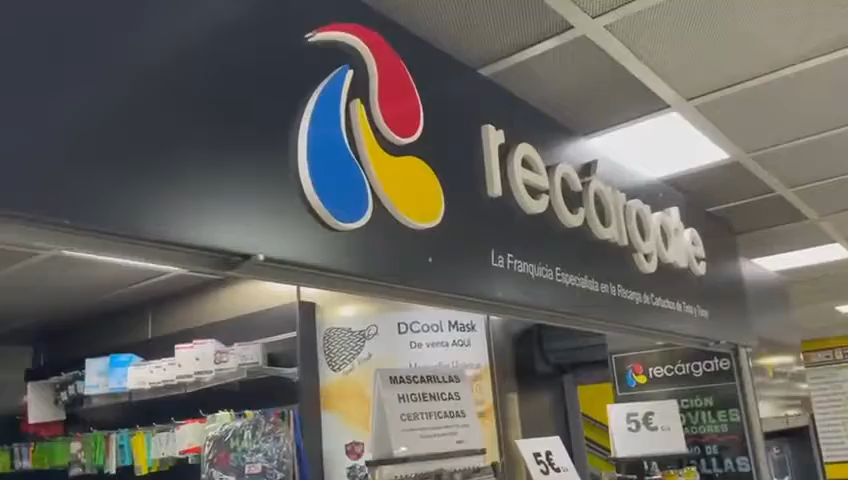 recárgate
La Franquicia Especialista en la Recarga de Cartuchos de Tinta y Toner
DCool Mask
De venta AQUÍ
MASCARILLAS
HIGIENICAS
CERTIFICADAS
recárgate
5€
5€